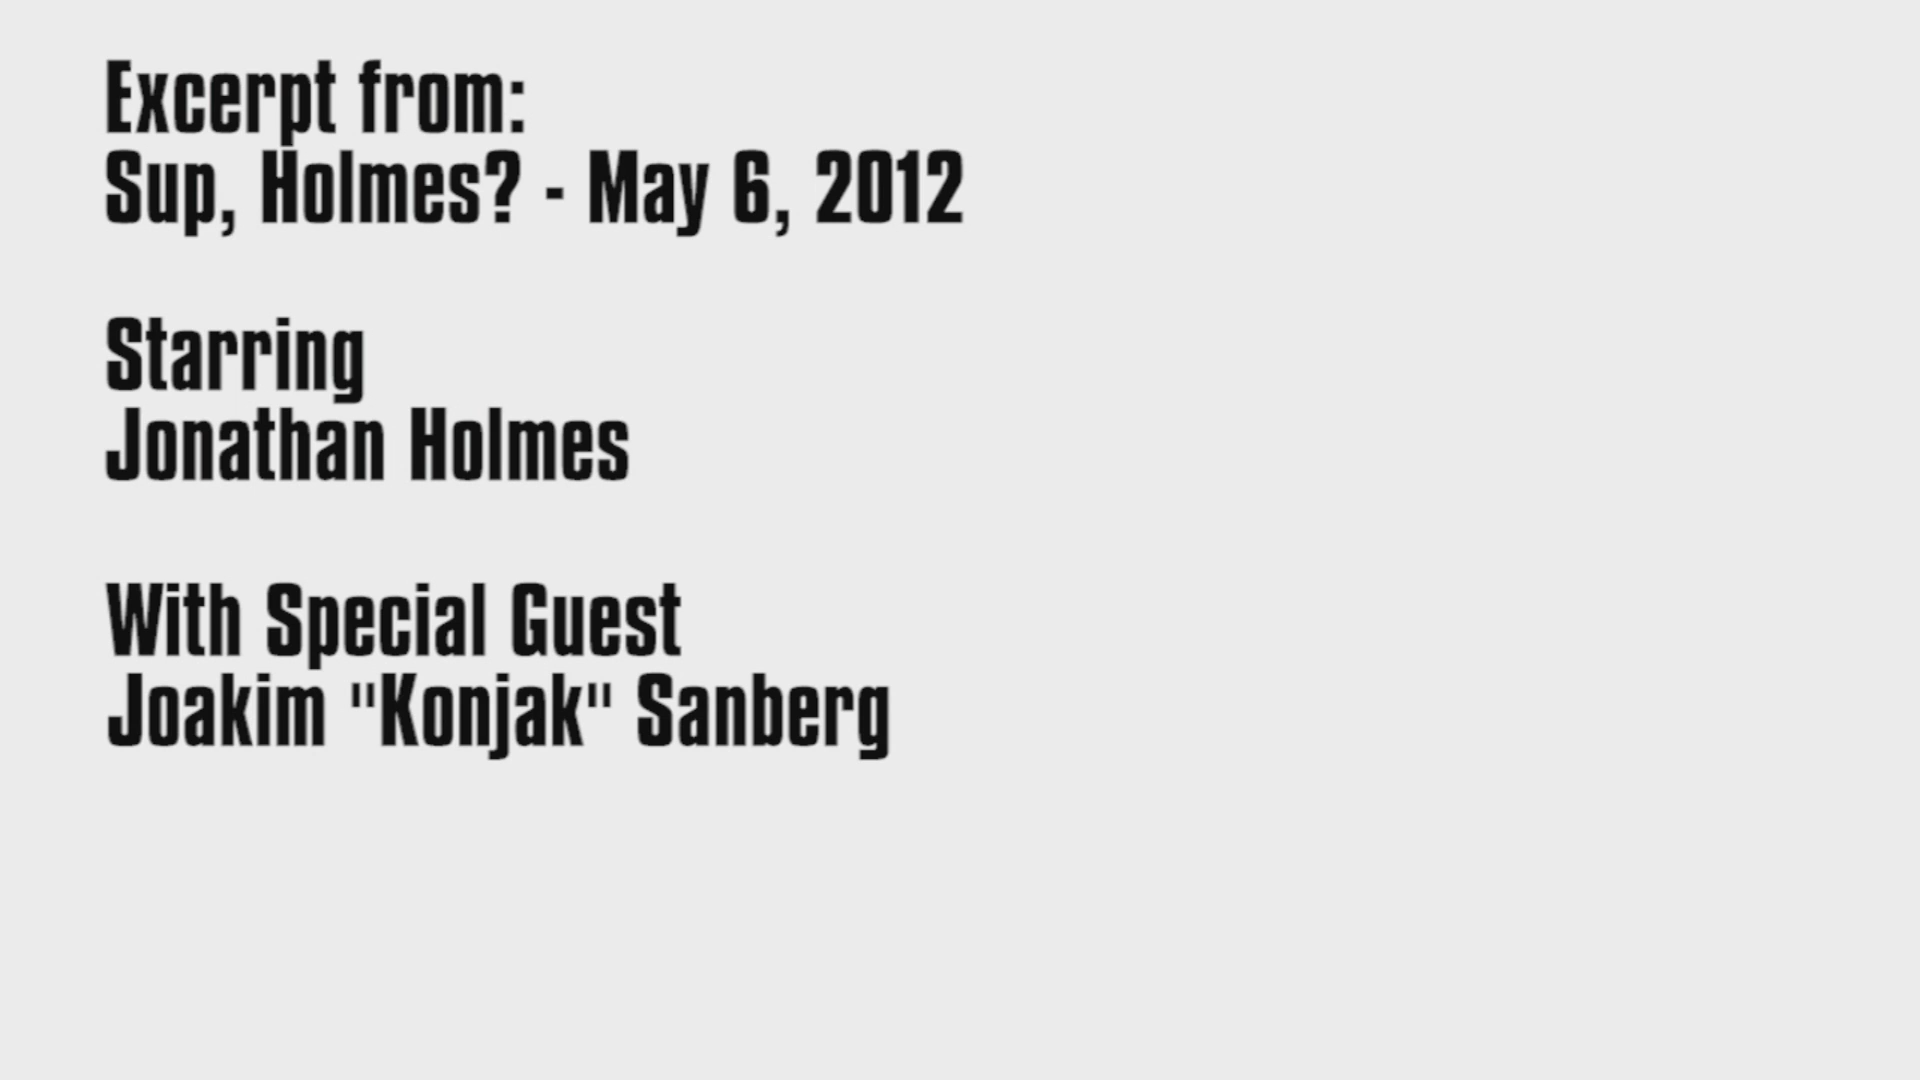 Excerpt from:
Sup, Holmes? - May 6, 2012
Starring
Jonathan Holmes
With Special Guest
Joakim "Konjak" Sanberg